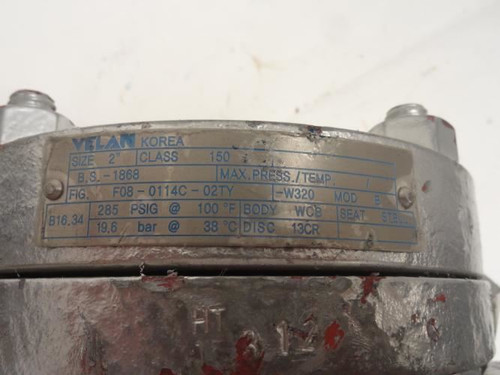 VELAN KOREA
SIZE 2" CLASS 150
B.S.-1868 MAX.PRESS./TEMP.
FIG. F08-0114C-02TY -W320 MOD B
B16.34 285 PSIG @ 100°F BODY WCB SEAT
19,6 bar @ 38°C DISC 13CR
HT